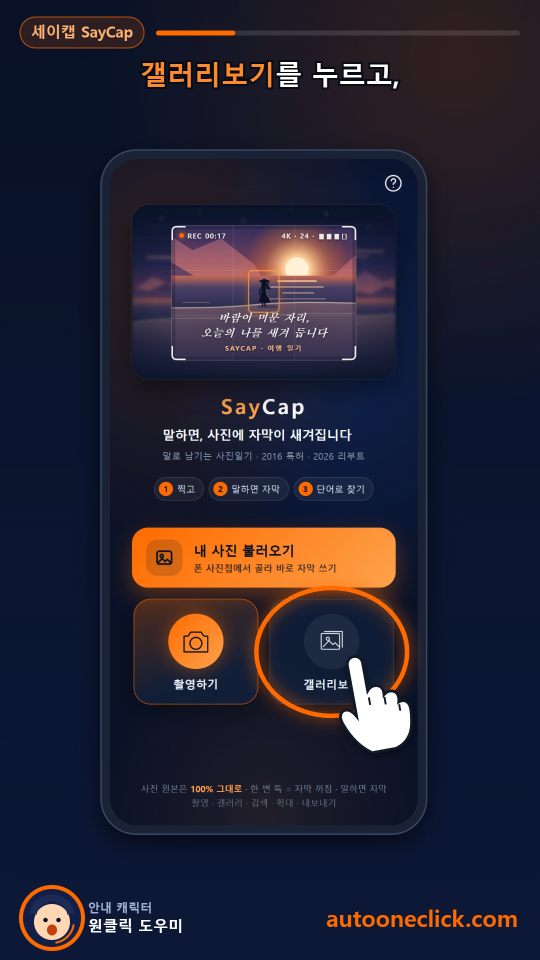 세이캡 SayCap
갤러리보기를 누르고,
REC 00:17
4K · 24 ·
바람이 머문 자리,
오늘의 나를 새겨 둡니다
SAYCAP · 여행 일기
SayCap
말하면, 사진에 자막이 새겨집니다
말로 남기는 사진일기 · 2016 특허 · 2026 리부트
1 찍고
2 말하면 자막
3 단어로 찾기
내 사진 불러오기
폰 사진첩에서 골라 바로 자막 쓰기
촬영하기
갤러리보
사진 원본은 100% 그대로 · 한 번 톡 = 자막 꺼짐 · 말하면 자막
촬영 · 갤러리 · 검색 · 확대 · 내보내기
안내 캐릭터
원클릭 도우미
autooneclick.com